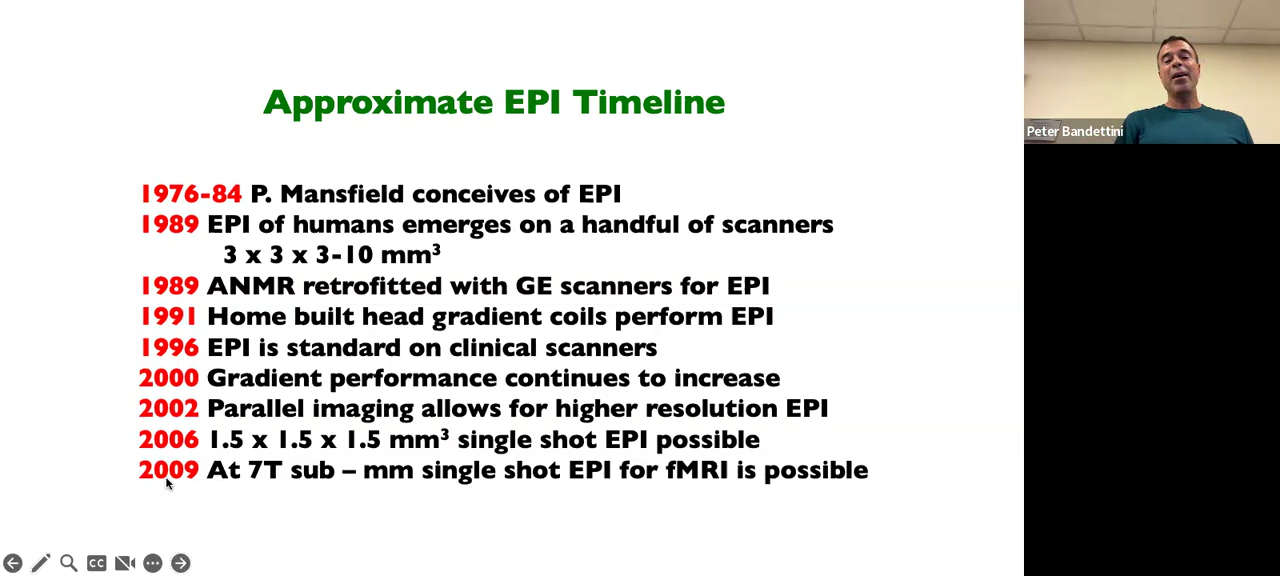 Approximate EPI Timeline
1976-84 P. Mansfield conceives of EPI
1989 EPI of humans emerges on a handful of scanners
3 x 3 x 3-10 mm³
1989 ANMR retrofitted with GE scanners for EPI
1991 Home built head gradient coils perform EPI
1996 EPI is standard on clinical scanners
2000 Gradient performance continues to increase
2002 Parallel imaging allows for higher resolution EPI
2006 1.5 x 1.5 x 1.5 mm³ single shot EPI possible
2009 At 7T sub – mm single shot EPI for fMRI is possible
Peter Bandettini
CC